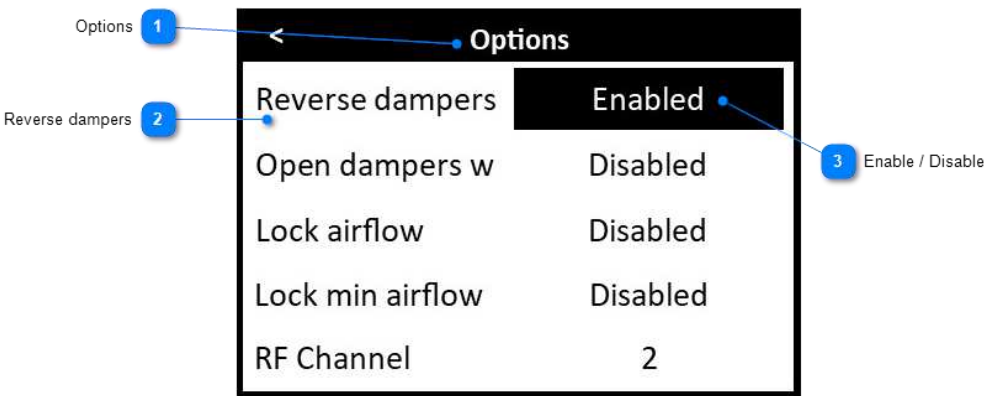 Options 1
< Options
Reverse dampers Enabled
Reverse dampers 2
Open dampers w Disabled
3 Enable / Disable
Lock airflow Disabled
Lock min airflow Disabled
RF Channel 2